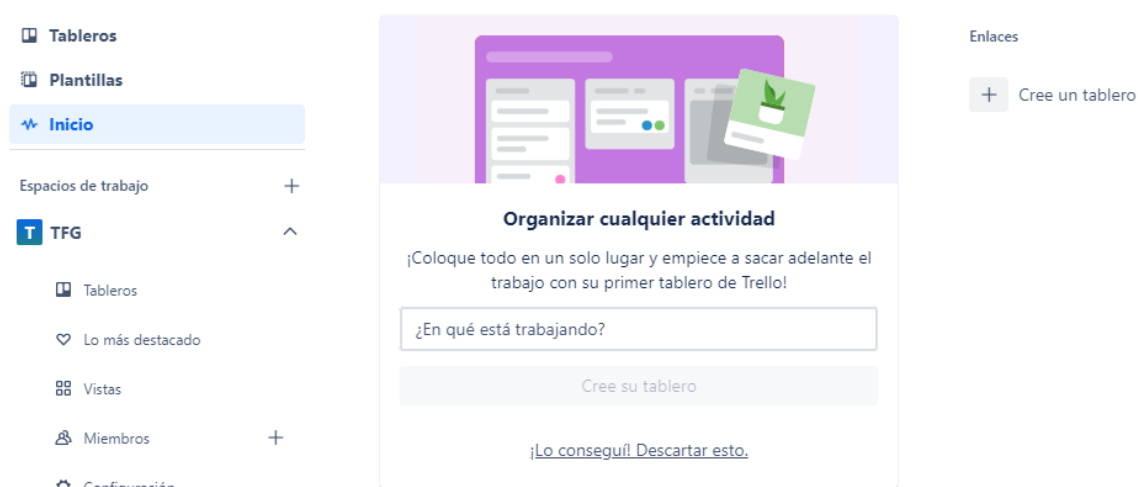 Tableros
Plantillas
Inicio
Espacios de trabajo
T TFG
Tableros
Lo más destacado
Vistas
Miembros
Configuración
Organizar cualquier actividad
¡Coloque todo en un solo lugar y empiece a sacar adelante el
trabajo con su primer tablero de Trello!
¿En qué está trabajando?
Cree su tablero
¡Lo conseguí! Descartar esto.
Enlaces
Cree un tablero